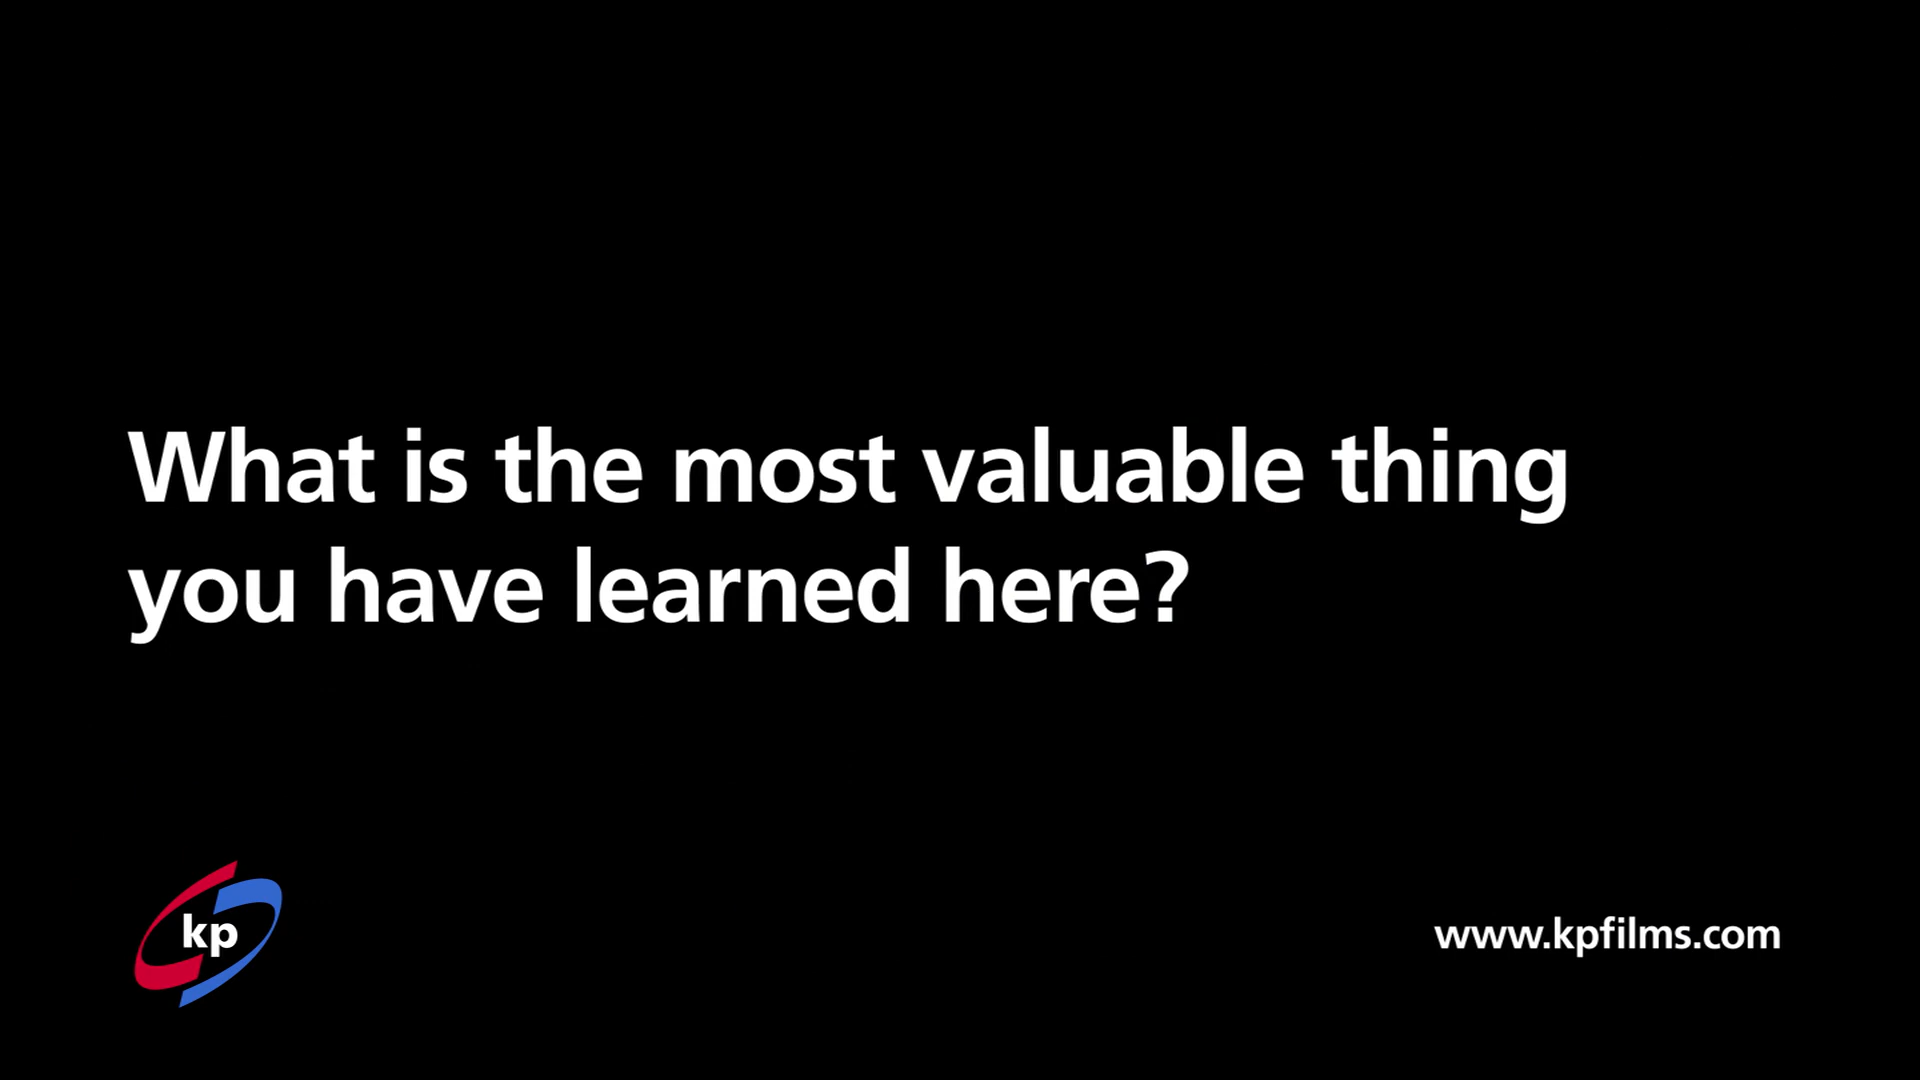 What is the most valuable thing
you have learned here?
kp
www.kpfilms.com